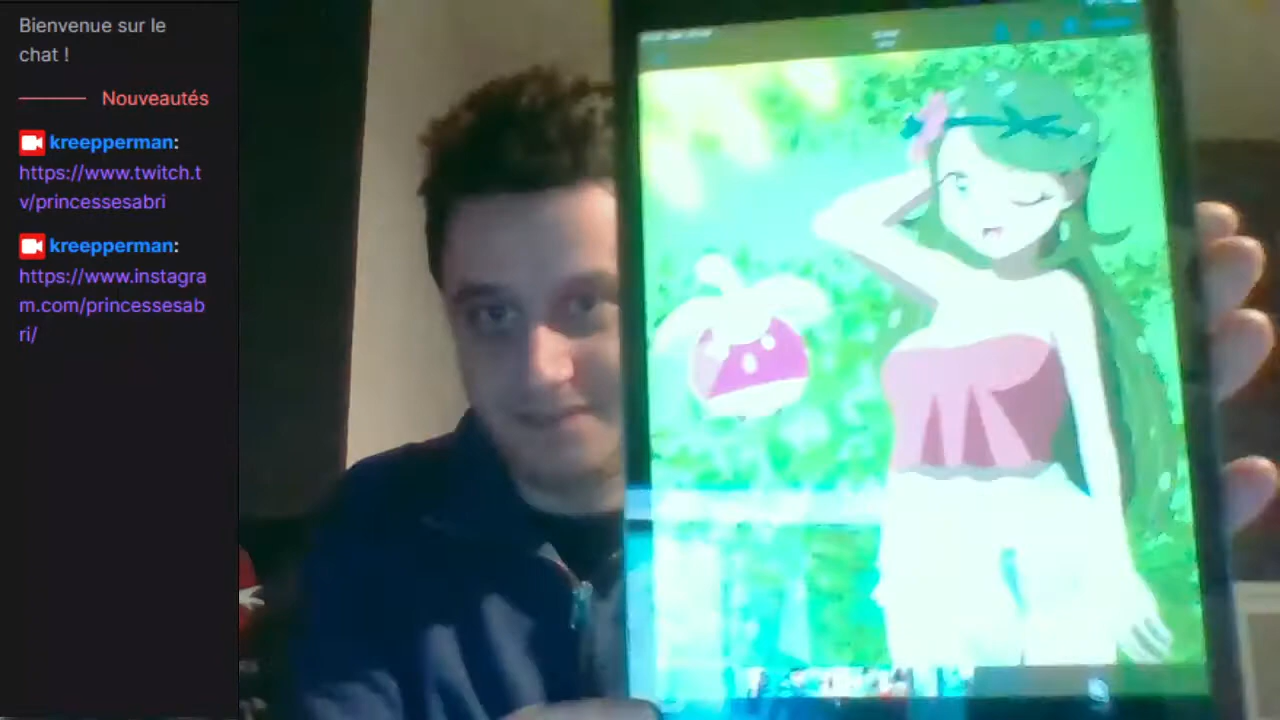 Bienvenue sur le
chat !
Nouveautés
kreepperman:
https://www.twitch.t
v/princessesabri
kreepperman:
https://www.instagra
m.com/princessesab
ri/